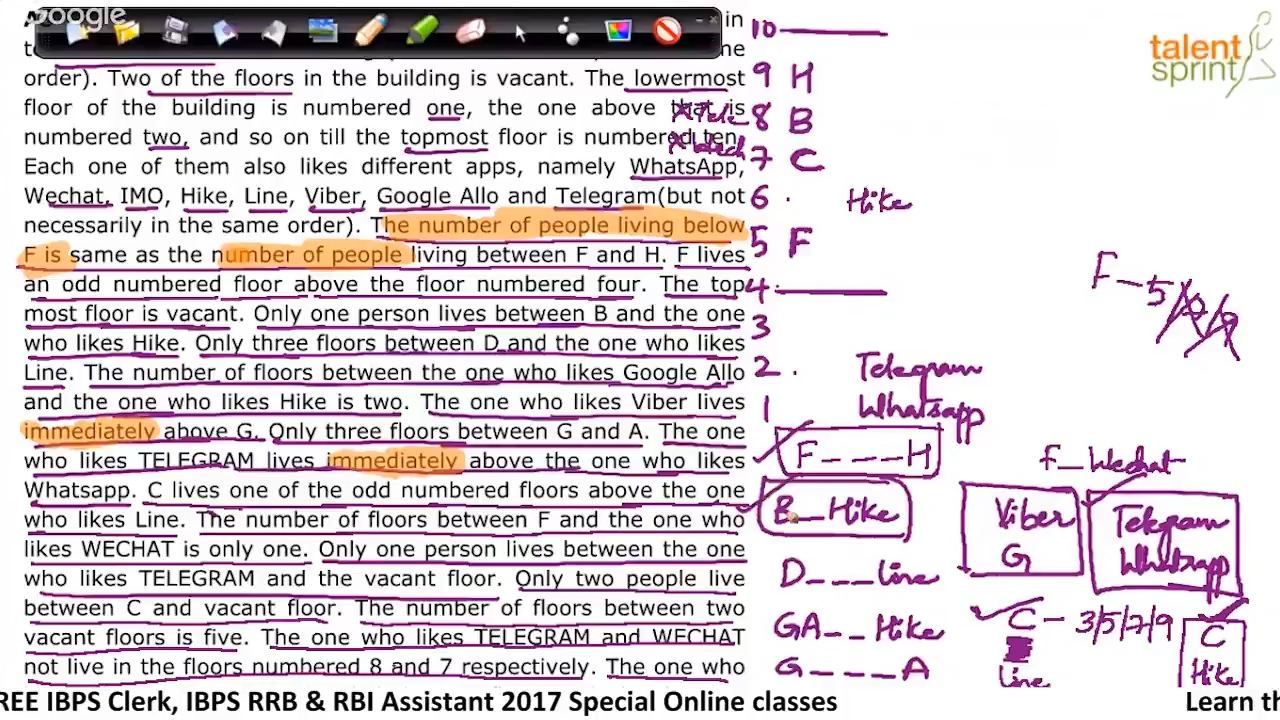 Google
in
order). Two of the floors in the building is vacant. The lowermost
floor of the building is numbered one, the one above that is
numbered two, and so on till the topmost floor is numbered ten.
Each one of them also likes different apps, namely WhatsApp,
Wechat, IMO, Hike, Line, Viber, Google Allo and Telegram(but not
necessarily in the same order). The number of people living below
F is same as the number of people living between F and H. F lives
an odd numbered floor above the floor numbered four. The top
most floor is vacant. Only one person lives between B and the one
who likes Hike. Only three floors between D and the one who likes
Line. The number of floors between the one who likes Google Allo
and the one who likes Hike is two. The one who likes Viber lives
immediately above G. Only three floors between G and A. The one
who likes TELEGRAM lives immediately above the one who likes
Whatsapp. C lives one of the odd numbered floors above the one
who likes Line. The number of floors between F and the one who
likes WECHAT is only one. Only one person lives between the one
who likes TELEGRAM and the vacant floor. Only two people live
between C and vacant floor. The number of floors between two
vacant floors is five. The one who likes TELEGRAM and WECHAT
not live in the floors numbered 8 and 7 respectively. The one who
10
9 H
xTele 8 B
7 C
6 Hike
5 F
4
3
2 Telegram
1 Whatsapp
F _ _ _ H
B _ Hike
D _ _ _ Line
GA _ _ Hike
G _ _ _ A
F - 5/7/9
F _ Wechat
Viber
G
Telegram
Whatsapp
C - 3/5/7/9
Line
C
Hike
talent
sprint
REE IBPS Clerk, IBPS RRB & RBI Assistant 2017 Special Online classes
Learn th